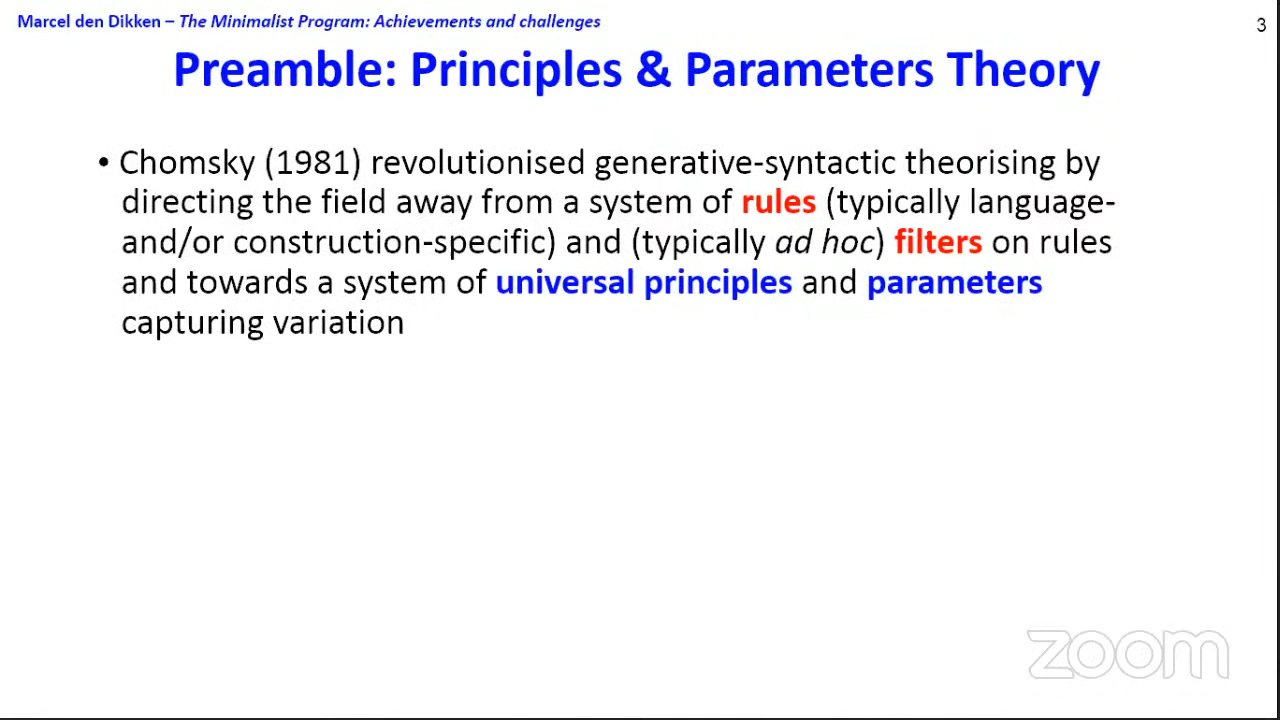 Marcel den Dikken – The Minimalist Program: Achievements and challenges
3
Preamble: Principles & Parameters Theory
• Chomsky (1981) revolutionised generative-syntactic theorising by
directing the field away from a system of rules (typically language-
and/or construction-specific) and (typically ad hoc) filters on rules
and towards a system of universal principles and parameters
capturing variation
zoom